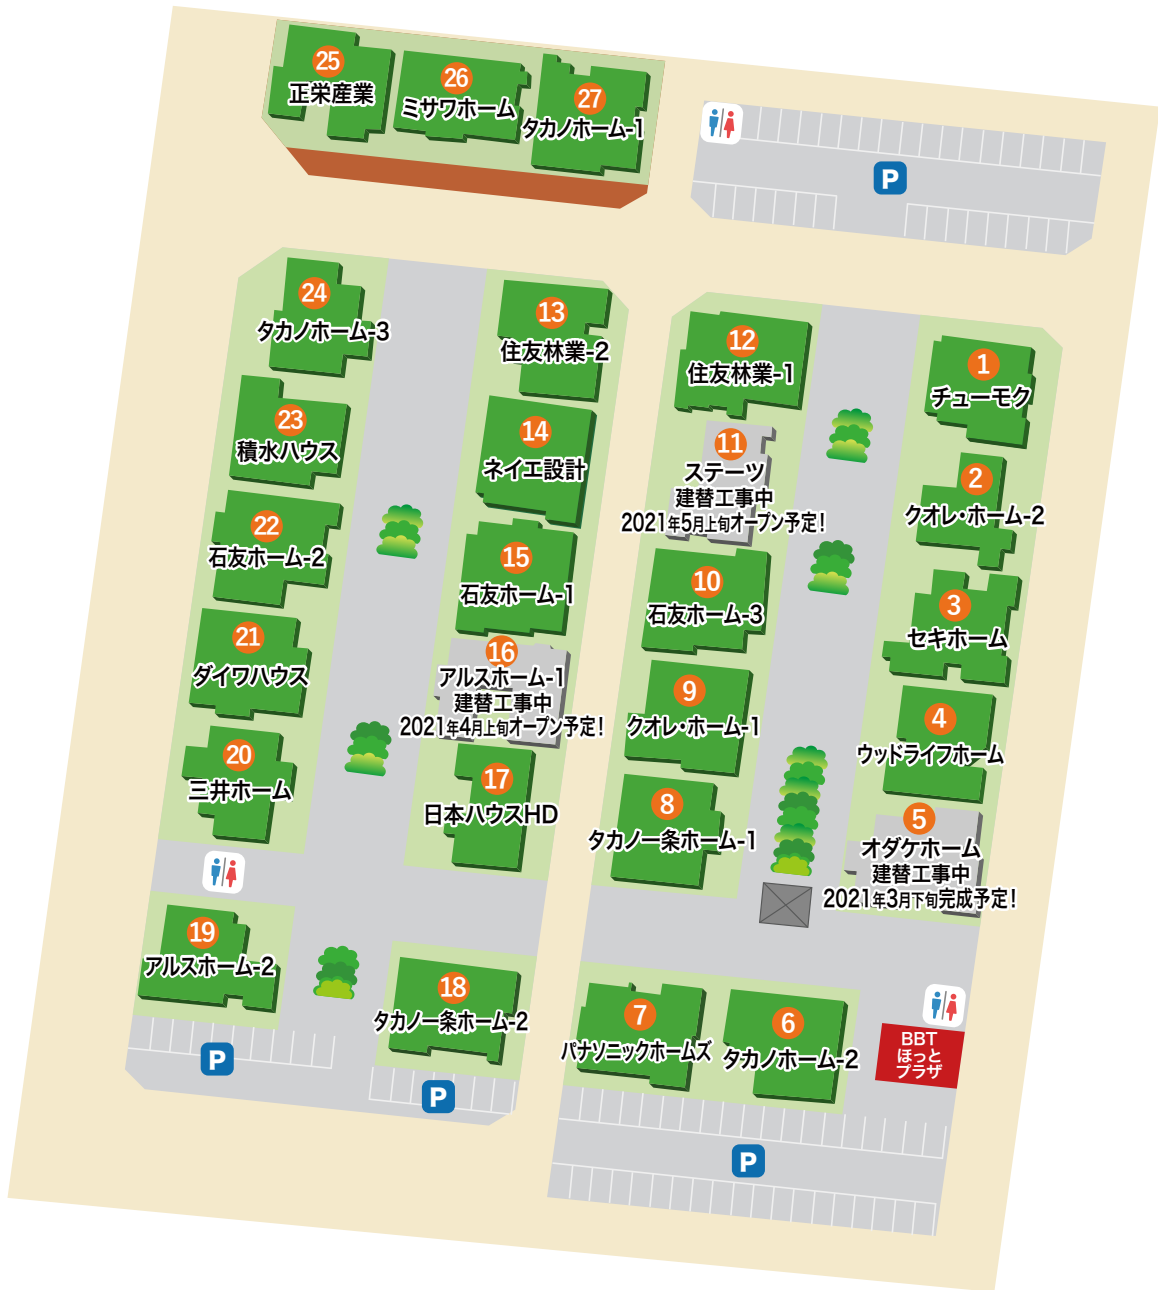 25
正栄産業
26
ミサワホーム
27
タカノホーム-1
P
24
タカノホーム-3
13
住友林業-2
12
住友林業-1
1
チューモク
23
積水ハウス
14
ネイエ設計
11
ステーツ
建替工事中
2021年5月上旬オープン予定!
2
クオレ・ホーム-2
22
石友ホーム-2
15
石友ホーム-1
10
石友ホーム-3
3
セキホーム
21
ダイワハウス
16
アルスホーム-1
建替工事中
2021年4月上旬オープン予定!
9
クオレ・ホーム-1
4
ウッドライフホーム
20
三井ホーム
17
日本ハウスHD
8
タカノ一条ホーム-1
5
オダケホーム
建替工事中
2021年3月下旬完成予定!
19
アルスホーム-2
18
タカノ一条ホーム-2
7
パナソニックホームズ
6
タカノホーム-2
BBT
ほっと
プラザ
P
P
P